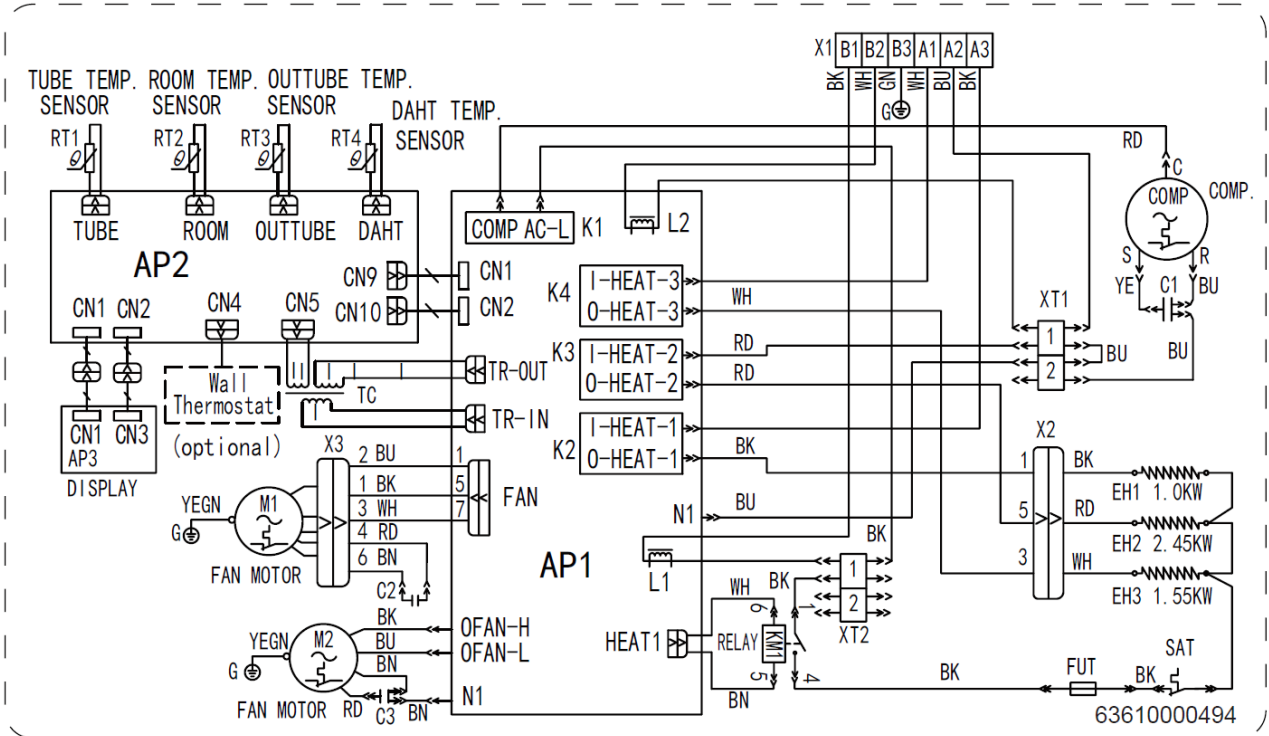 X1 B1 B2 B3 A1 A2 A3
BK WH GN WH BU BK
G
TUBE TEMP. ROOM TEMP. OUTTUBE TEMP.
SENSOR SENSOR SENSOR
DAHT TEMP.
SENSOR
RT1 RT2 RT3 RT4
θ θ θ θ
TUBE ROOM OUTTUBE DAHT
AP2
CN9 CN1
CN10 CN2
CN1 CN2 CN4 CN5
COMP AC-L K1
L2
RD
C
COMP COMP.
S R
YE C1 BU
K4 I-HEAT-3
O-HEAT-3
WH
K3 I-HEAT-2
O-HEAT-2
RD
RD
K2 I-HEAT-1
O-HEAT-1
BK
XT1
1
2
BU
BU
TR-OUT
TC
TR-IN
Wall
Thermostat
(optional)
CN1 CN3
AP3
DISPLAY
X3
2 BU 1
1 BK 5
3 WH 7
4 RD
6 BN
FAN
C2
YEGN
G
M1
FAN MOTOR
N1
BU
AP1
X2
1 BK
5 RD
3 WH
EH1 1.0KW
EH2 2.45KW
EH3 1.55KW
L1
BK
1
2
XT2
BK
WH
6
1
HEAT1
RELAY
KM1
5
4
BN
BK
FUT
BK
SAT
BK OFAN-H
BU OFAN-L
BN
YEGN
G
M2
FAN MOTOR
RD C3 BN
N1
63610000494